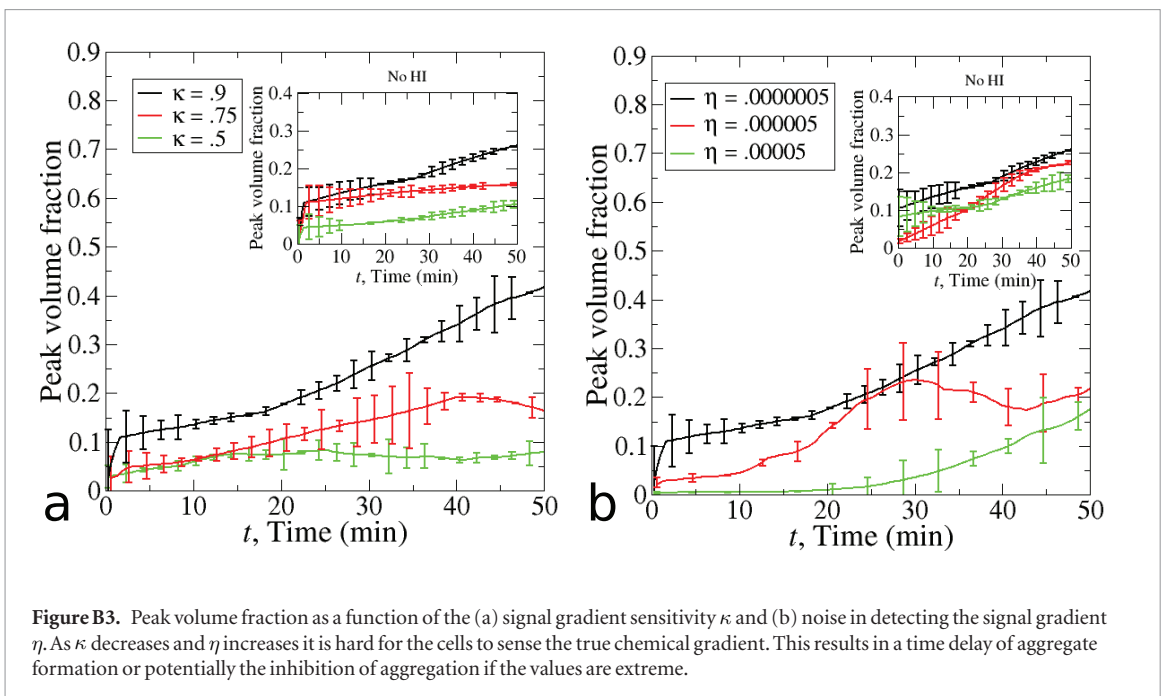 0.9
0.8
0.7
0.6
0.5
0.4
0.3
0.2
0.1
0
Peak volume fraction
κ = .9
κ = .75
κ = .5
No HI
0.4
0.3
0.2
0.1
0
Peak volume fraction
0 10 20 30 40 50
t, Time (min)
0 10 20 30 40 50
t, Time (min)
a
0.9
0.8
0.7
0.6
0.5
0.4
0.3
0.2
0.1
0
Peak volume fraction
η = .0000005
η = .000005
η = .00005
No HI
0.4
0.3
0.2
0.1
0
Peak volume fraction
0 10 20 30 40 50
t, Time (min)
0 10 20 30 40 50
t, Time (min)
b
Figure B3. Peak volume fraction as a function of the (a) signal gradient sensitivity κ and (b) noise in detecting the signal gradient
η. As κ decreases and η increases it is hard for the cells to sense the true chemical gradient. This results in a time delay of aggregate
formation or potentially the inhibition of aggregation if the values are extreme.